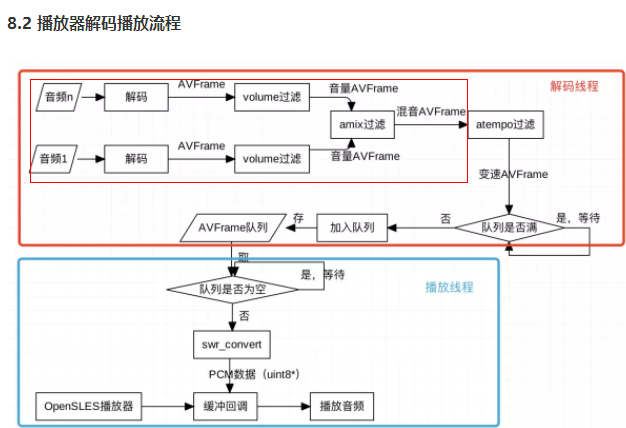 8.2 播放器解码播放流程
解码线程
音频n
解码
AVFrame
volume过滤
音量AVFrame
amix过滤
混音AVFrame
atempo过滤
音频1
解码
AVFrame
volume过滤
音量AVFrame
变速AVFrame
AVFrame队列
存
加入队列
否
队列是否满
是，等待
取
播放线程
队列是否为空
是，等待
否
swr_convert
PCM数据（uint8*）
OpenSLES播放器
缓冲回调
播放音频